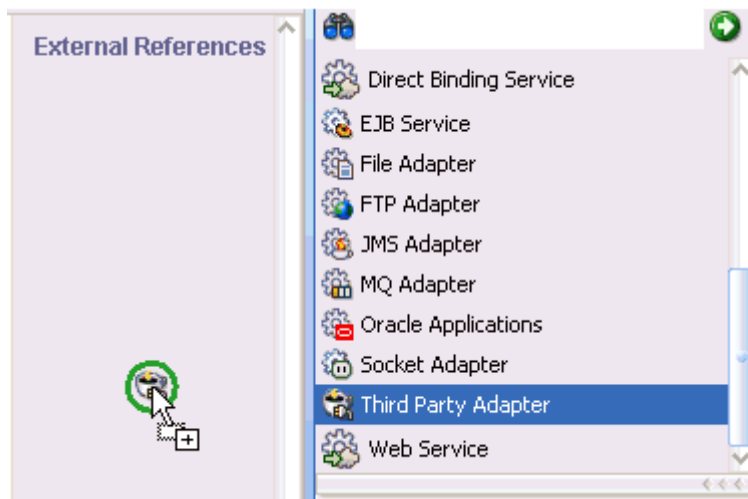 External References
Direct Binding Service
EJB Service
File Adapter
FTP Adapter
JMS Adapter
MQ Adapter
Oracle Applications
Socket Adapter
Third Party Adapter
Web Service